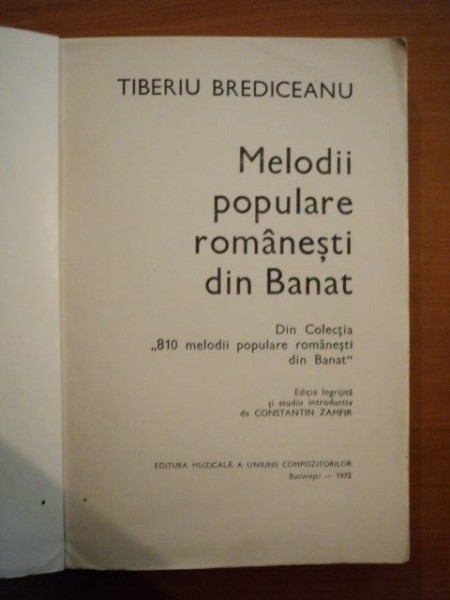 TIBERIU BREDICEANU
Melodii
populare
românești
din Banat
Din Colecția
„810 melodii populare românești
din Banat"
Ediție îngrijită
și studiu introductiv
de CONSTANTIN ZAMFIR
EDITURA MUZICALĂ A UNIUNII COMPOZITORILOR
București — 1972